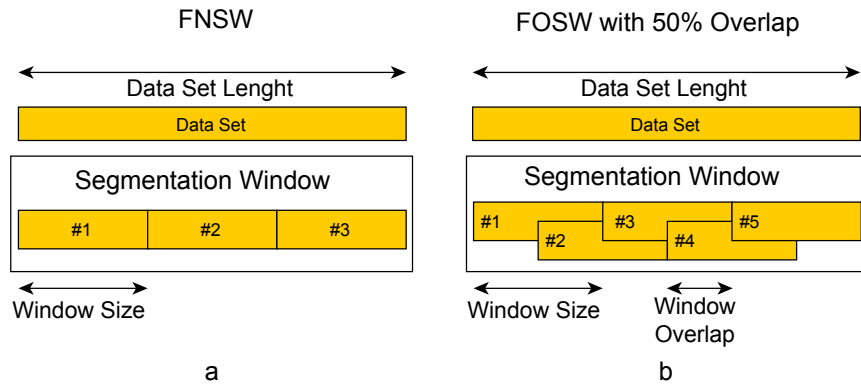 FNSW
Data Set Lenght
Data Set
Segmentation Window
#1 #2 #3
Window Size
a
FOSW with 50% Overlap
Data Set Lenght
Data Set
Segmentation Window
#1 #3 #5
#2 #4
Window Size
Window
Overlap
b